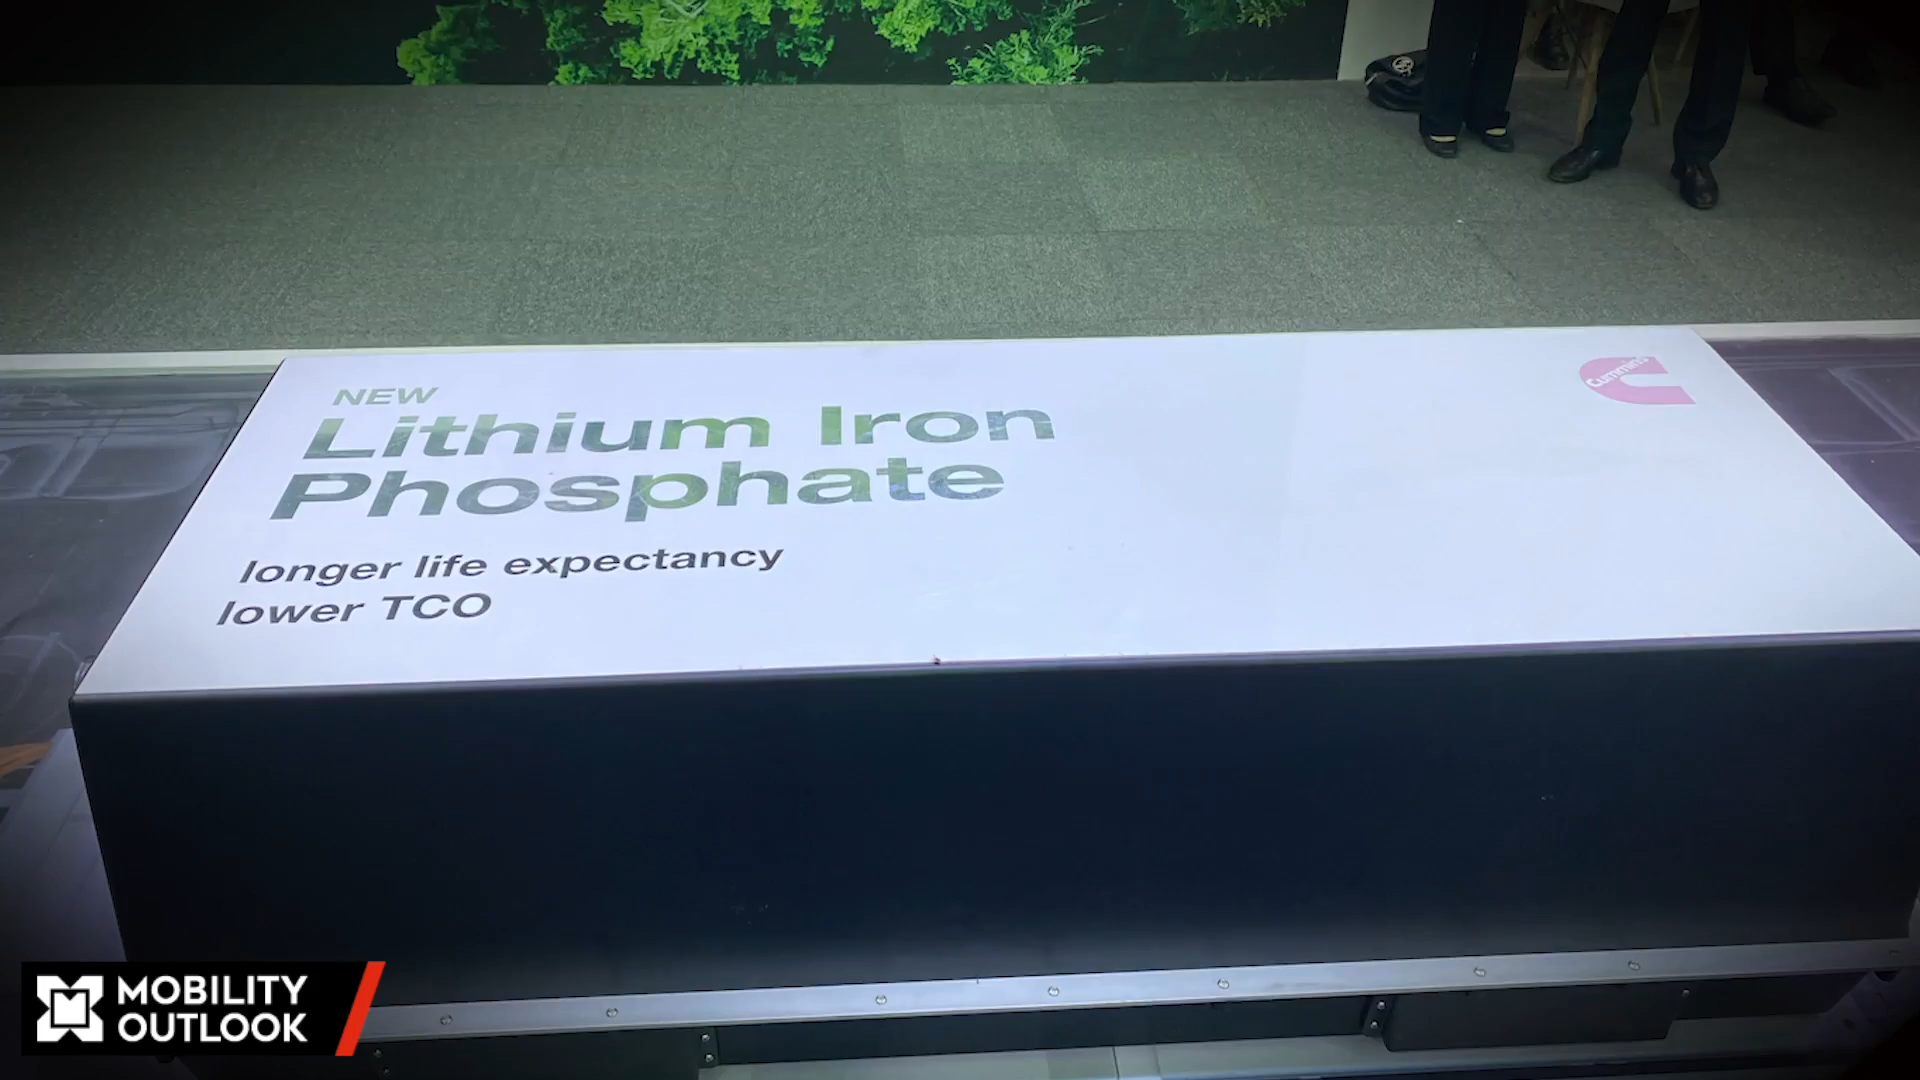 NEW
Lithium Iron
Phosphate
longer life expectancy
lower TCO
Cummins
MOBILITY
OUTLOOK